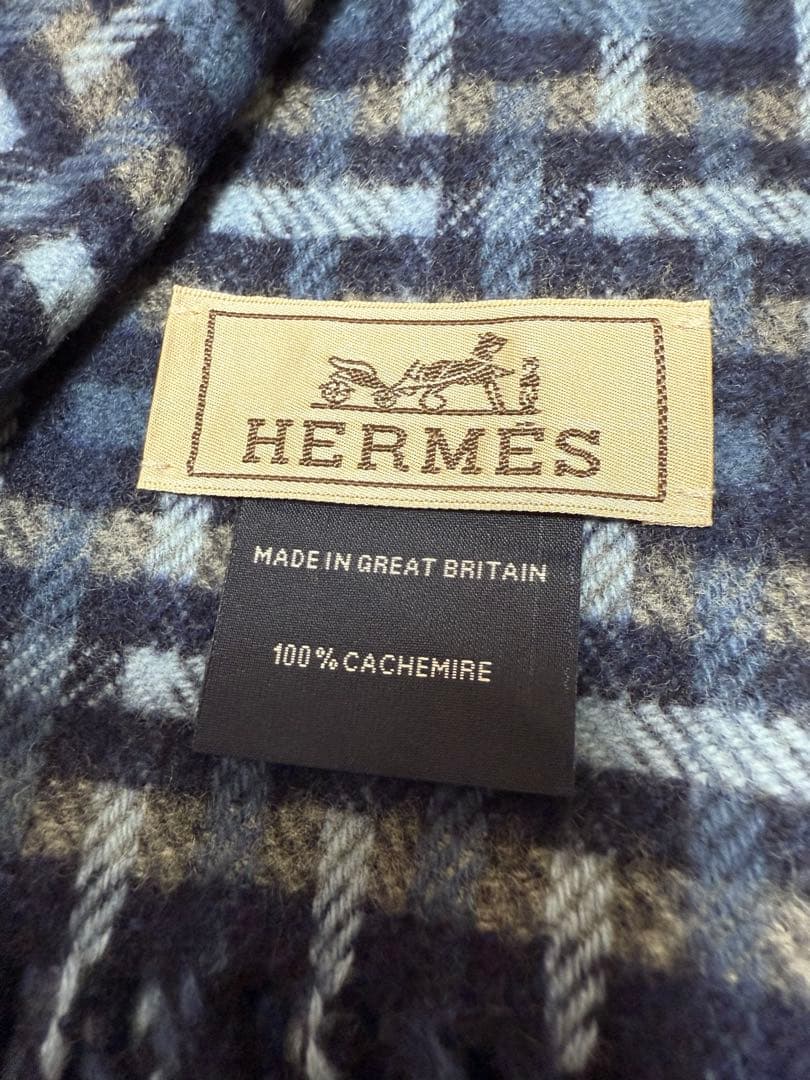 HERMÈS
MADE IN GREAT BRITAIN
100% CACHEMIRE